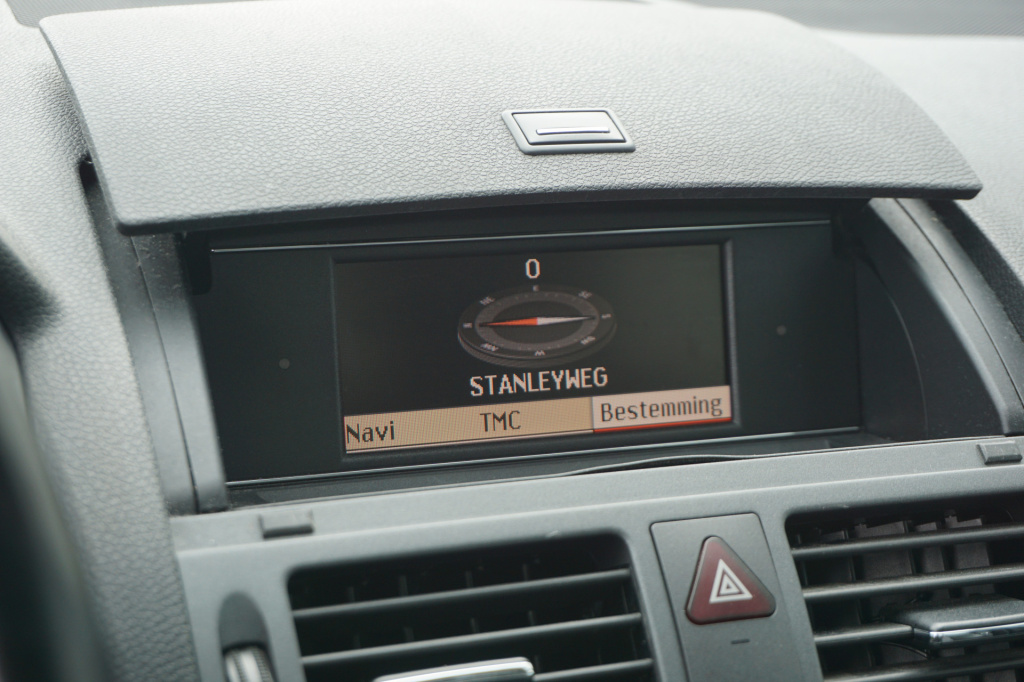 O
STANLEYWEG
Navi TMC Bestemming